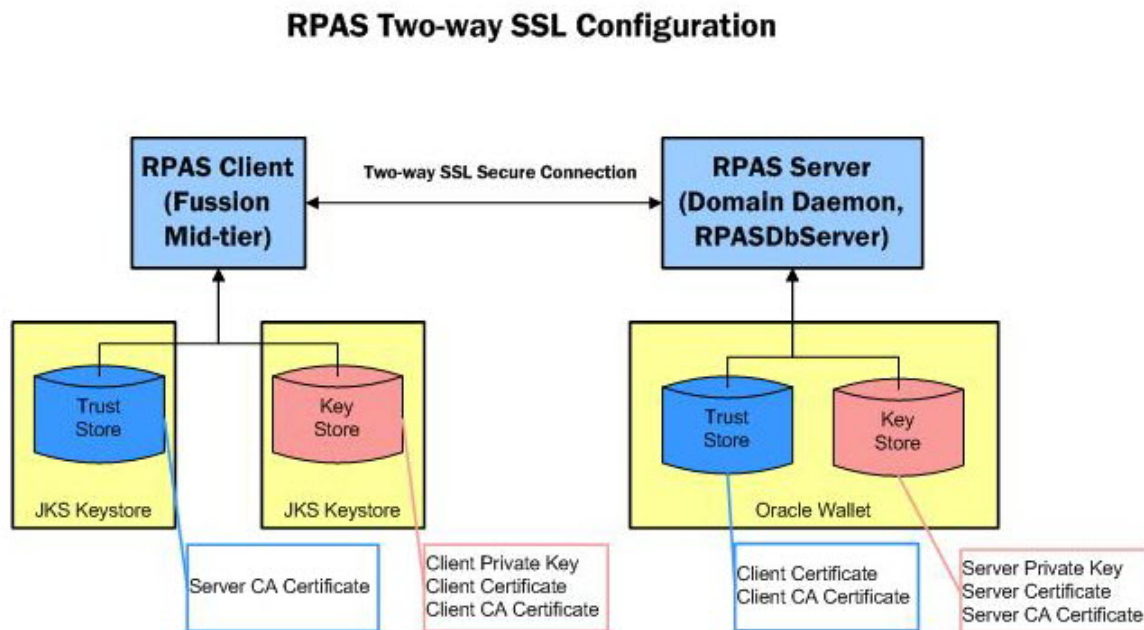 RPAS Two-way SSL Configuration
RPAS Client
(Fussion
Mid-tier)
Two-way SSL Secure Connection
RPAS Server
(Domain Daemon,
RPASDbServer)
Trust
Store
JKS Keystore
Key
Store
JKS Keystore
Trust
Store
Key
Store
Oracle Wallet
Server CA Certificate
Client Private Key
Client Certificate
Client CA Certificate
Client Certificate
Client CA Certificate
Server Private Key
Server Certificate
Server CA Certificate